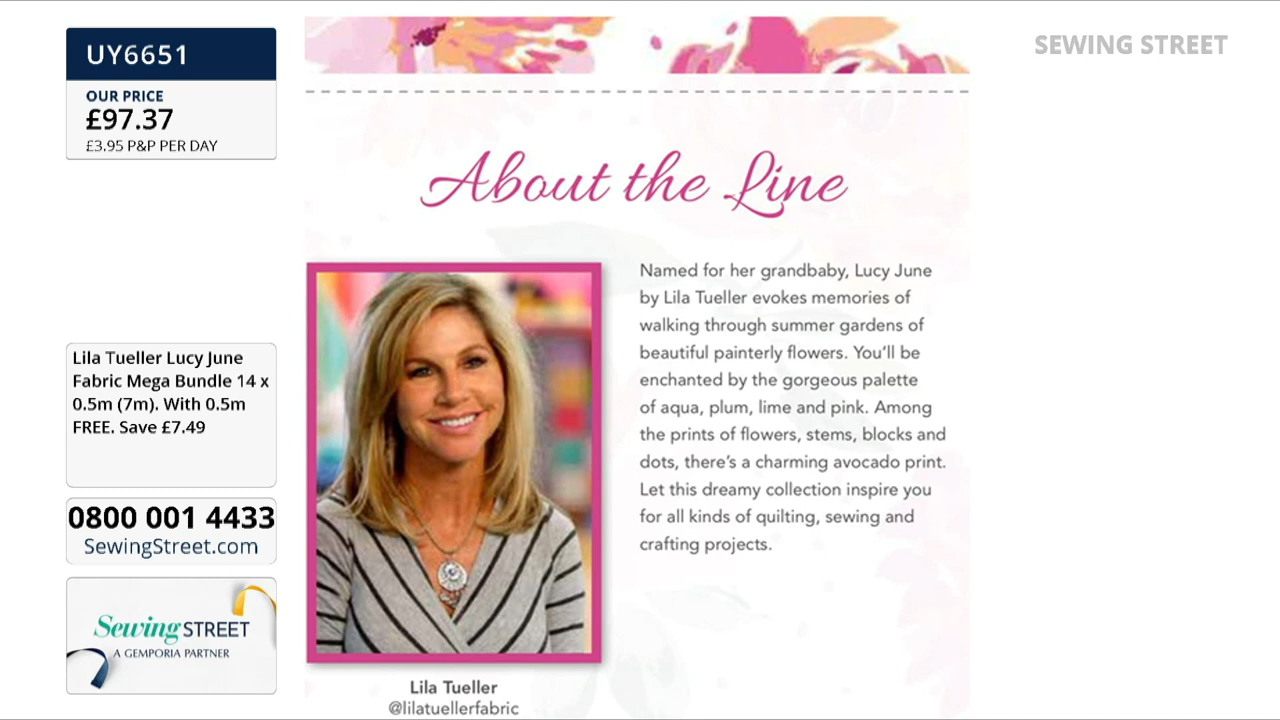 UY6651
OUR PRICE
£97.37
£3.95 P&P PER DAY
Lila Tueller Lucy June
Fabric Mega Bundle 14 x
0.5m (7m). With 0.5m
FREE. Save £7.49
0800 001 4433
SewingStreet.com
Sewing STREET
A GEMPORIA PARTNER
SEWING STREET
About the Line
Named for her grandbaby, Lucy June
by Lila Tueller evokes memories of
walking through summer gardens of
beautiful painterly flowers. You'll be
enchanted by the gorgeous palette
of aqua, plum, lime and pink. Among
the prints of flowers, stems, blocks and
dots, there's a charming avocado print.
Let this dreamy collection inspire you
for all kinds of quilting, sewing and
crafting projects.
Lila Tueller
@lilatuellerfabric